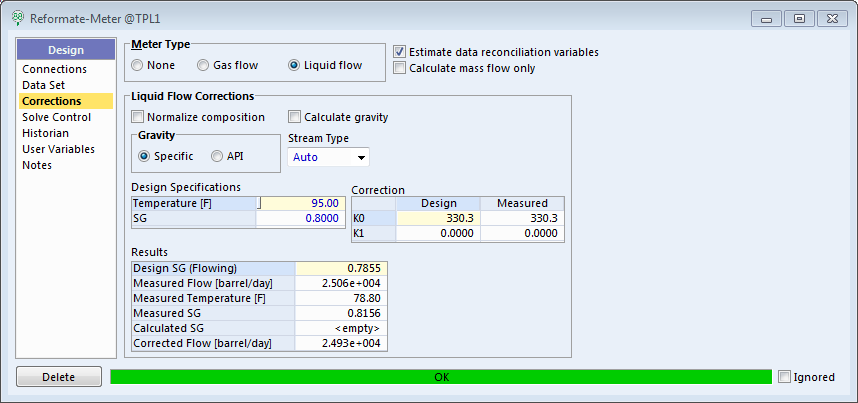 Reformate-Meter @TPL1
Design
Connections
Data Set
Corrections
Solve Control
Historian
User Variables
Notes
Meter Type
None Gas flow Liquid flow
Estimate data reconciliation variables
Calculate mass flow only
Liquid Flow Corrections
Normalize composition Calculate gravity
Gravity
Specific API
Stream Type
Auto
Design Specifications
Temperature [F] 95.00
SG 0.8000
Correction
Design Measured
K0 330.3 330.3
K1 0.0000 0.0000
Results
Design SG (Flowing) 0.7855
Measured Flow [barrel/day] 2.506e+004
Measured Temperature [F] 78.80
Measured SG 0.8156
Calculated SG <empty>
Corrected Flow [barrel/day] 2.493e+004
Delete OK Ignored